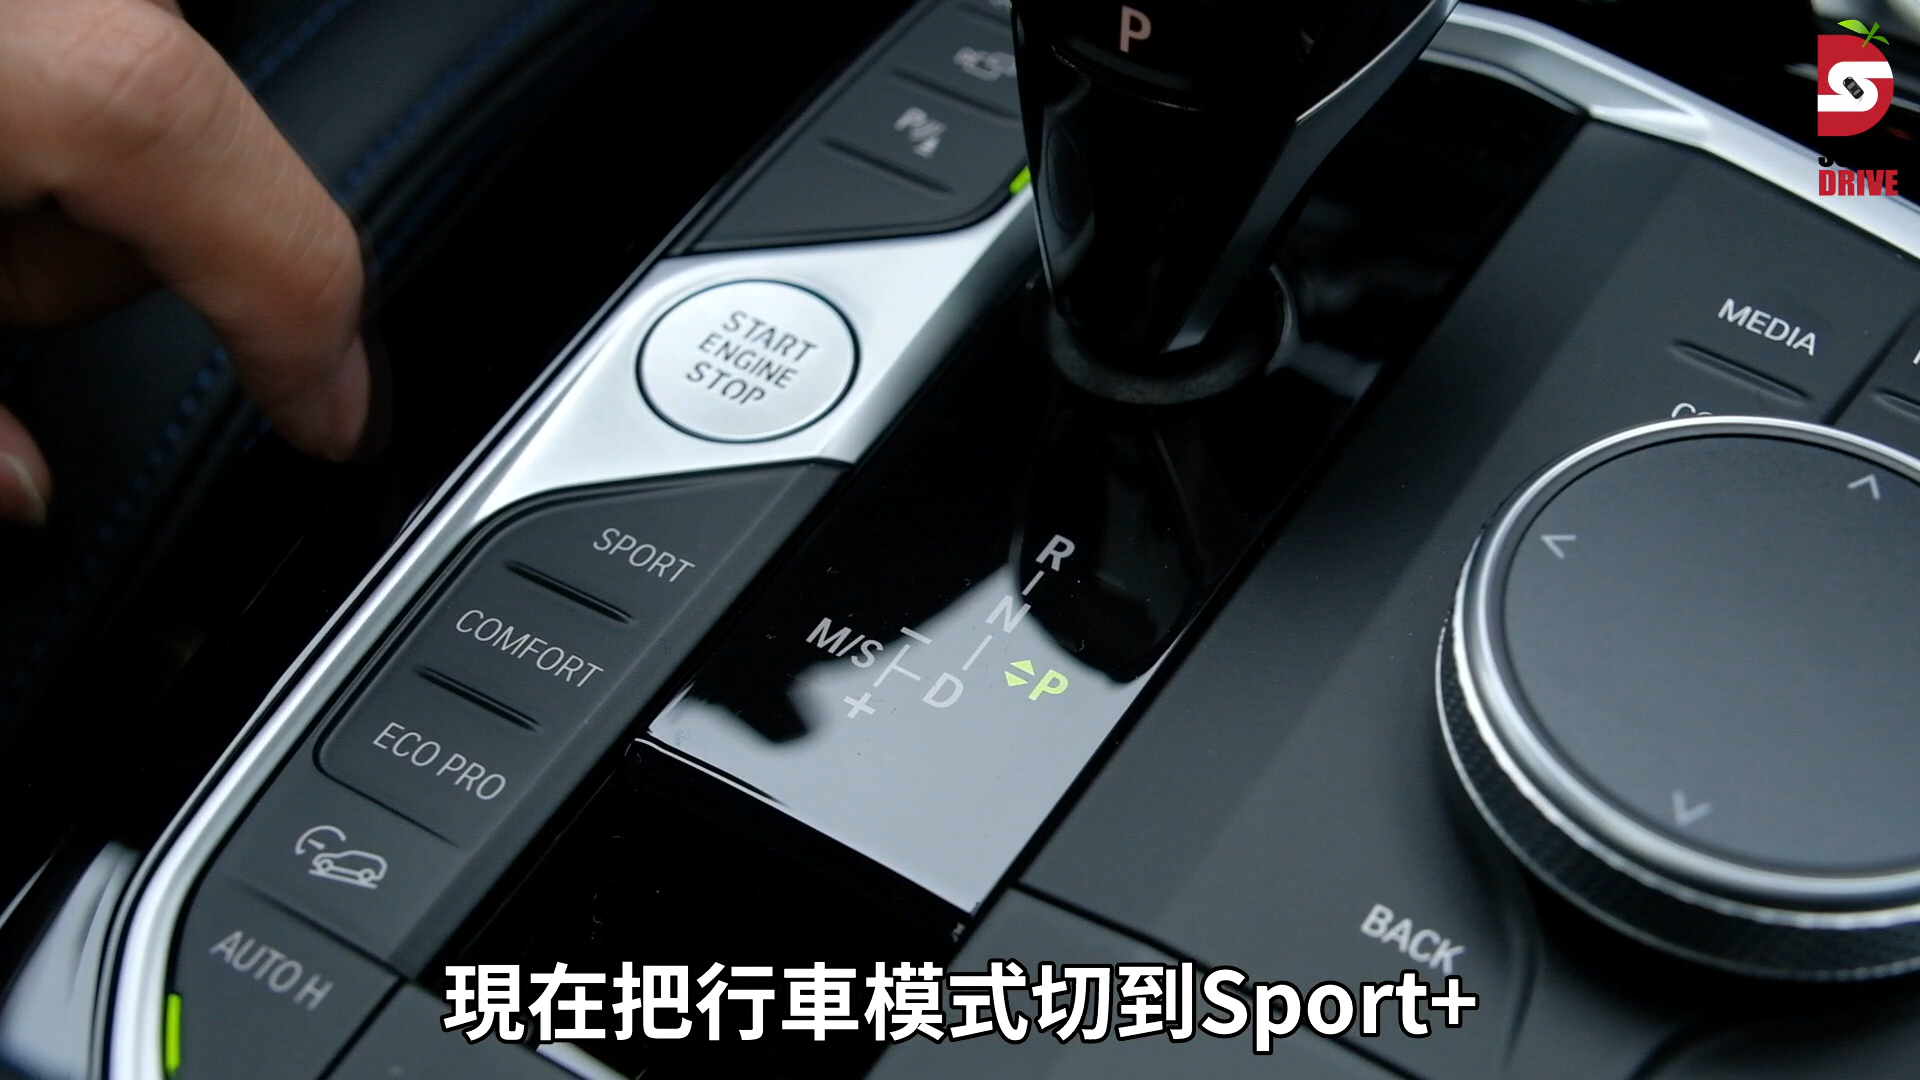 P
P/
DRIVE
START
ENGINE
STOP
MEDIA
SPORT
R
N
M/S
D
P
+
COMFORT
ECO PRO
AUTO H
BACK
現在把行車模式切到Sport+